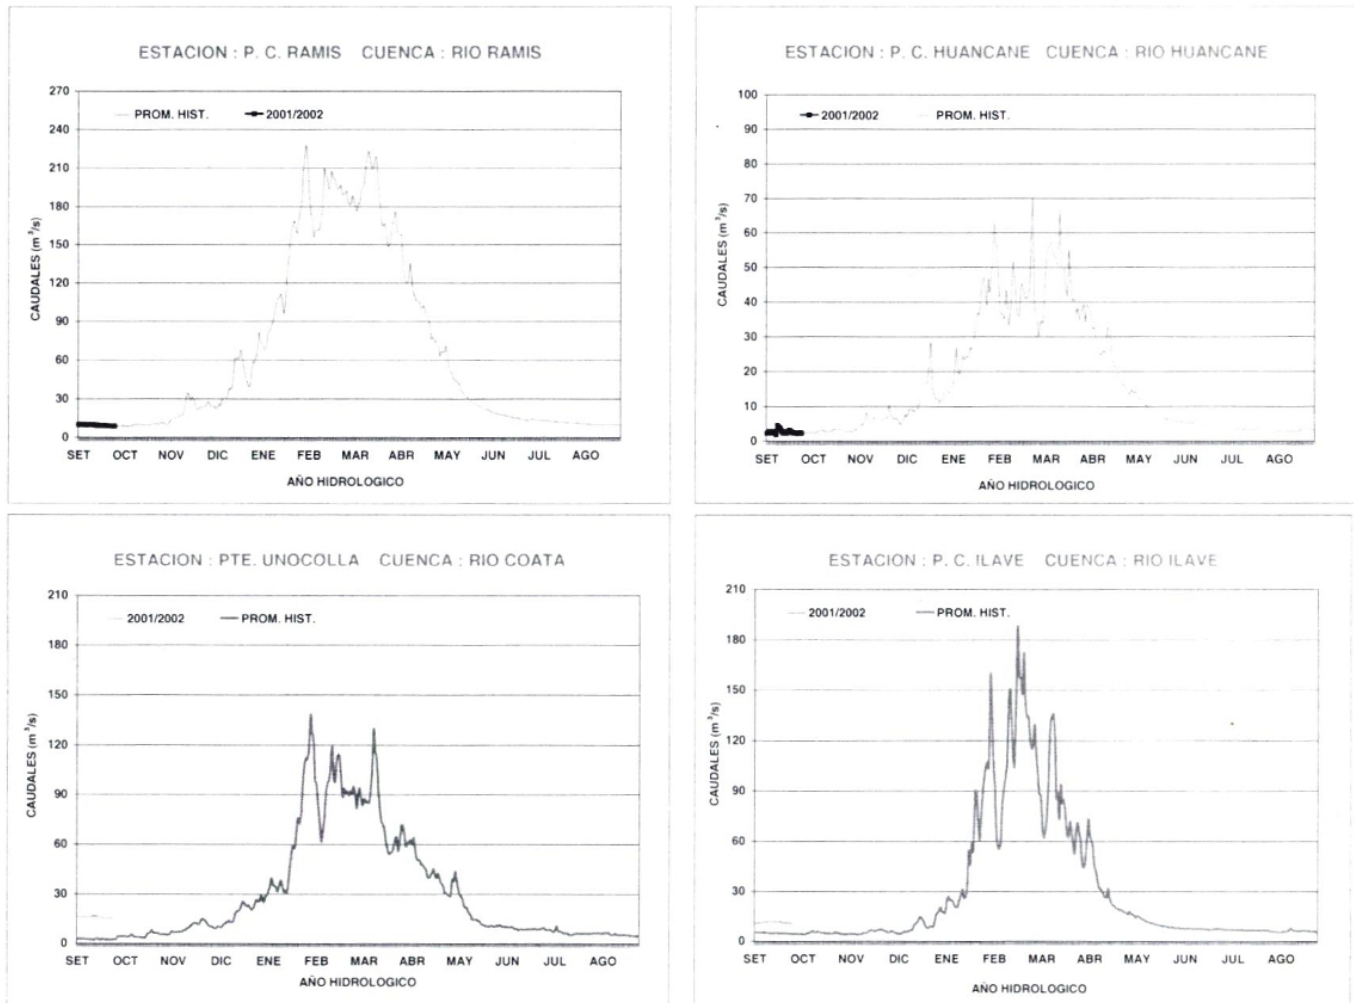 ESTACION : P. C. RAMIS CUENCA : RIO RAMIS
270
240
210
180
150
120
90
60
30
0
CAUDALES (m³/s)
PROM. HIST. 2001/2002
SET OCT NOV DIC ENE FEB MAR ABR MAY JUN JUL AGO
AÑO HIDROLOGICO
ESTACION : P. C. HUANCANE CUENCA : RIO HUANCANE
100
90
80
70
60
50
40
30
20
10
0
CAUDALES (m³/s)
2001/2002 PROM. HIST.
SET OCT NOV DIC ENE FEB MAR ABR MAY JUN JUL AGO
AÑO HIDROLOGICO
ESTACION : PTE. UNOCOLLA CUENCA : RIO COATA
210
180
150
120
90
60
30
0
CAUDALES (m³/s)
2001/2002 PROM. HIST.
SET OCT NOV DIC ENE FEB MAR ABR MAY JUN JUL AGO
AÑO HIDROLOGICO
ESTACION : P. C. ILAVE CUENCA : RIO ILAVE
210
180
150
120
90
60
30
0
CAUDALES (m³/s)
2001/2002 PROM. HIST.
SET OCT NOV DIC ENE FEB MAR ABR MAY JUN JUL AGO
AÑO HIDROLOGICO